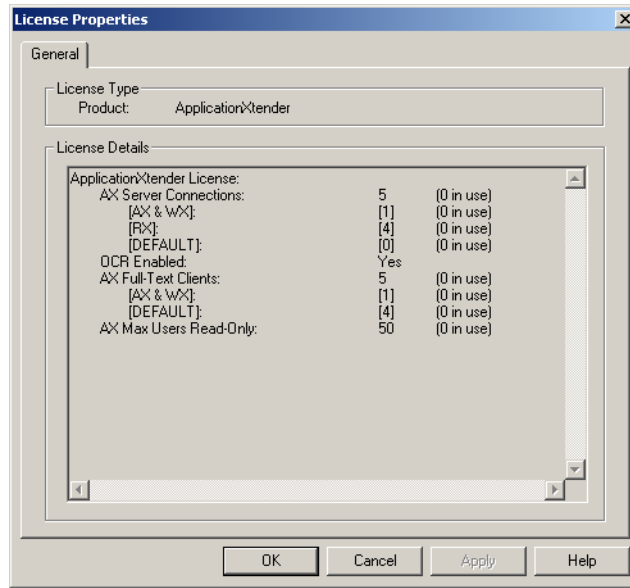 License Properties
General
License Type
Product: ApplicationXtender
License Details
ApplicationXtender License:
AX Server Connections: 5 (0 in use)
[AX & WX]: [1] (0 in use)
[RX]: [4] (0 in use)
[DEFAULT]: [0] (0 in use)
OCR Enabled: Yes
AX Full-Text Clients: 5 (0 in use)
[AX & WX]: [1] (0 in use)
[DEFAULT]: [4] (0 in use)
AX Max Users Read-Only: 50 (0 in use)
OK Cancel Apply Help